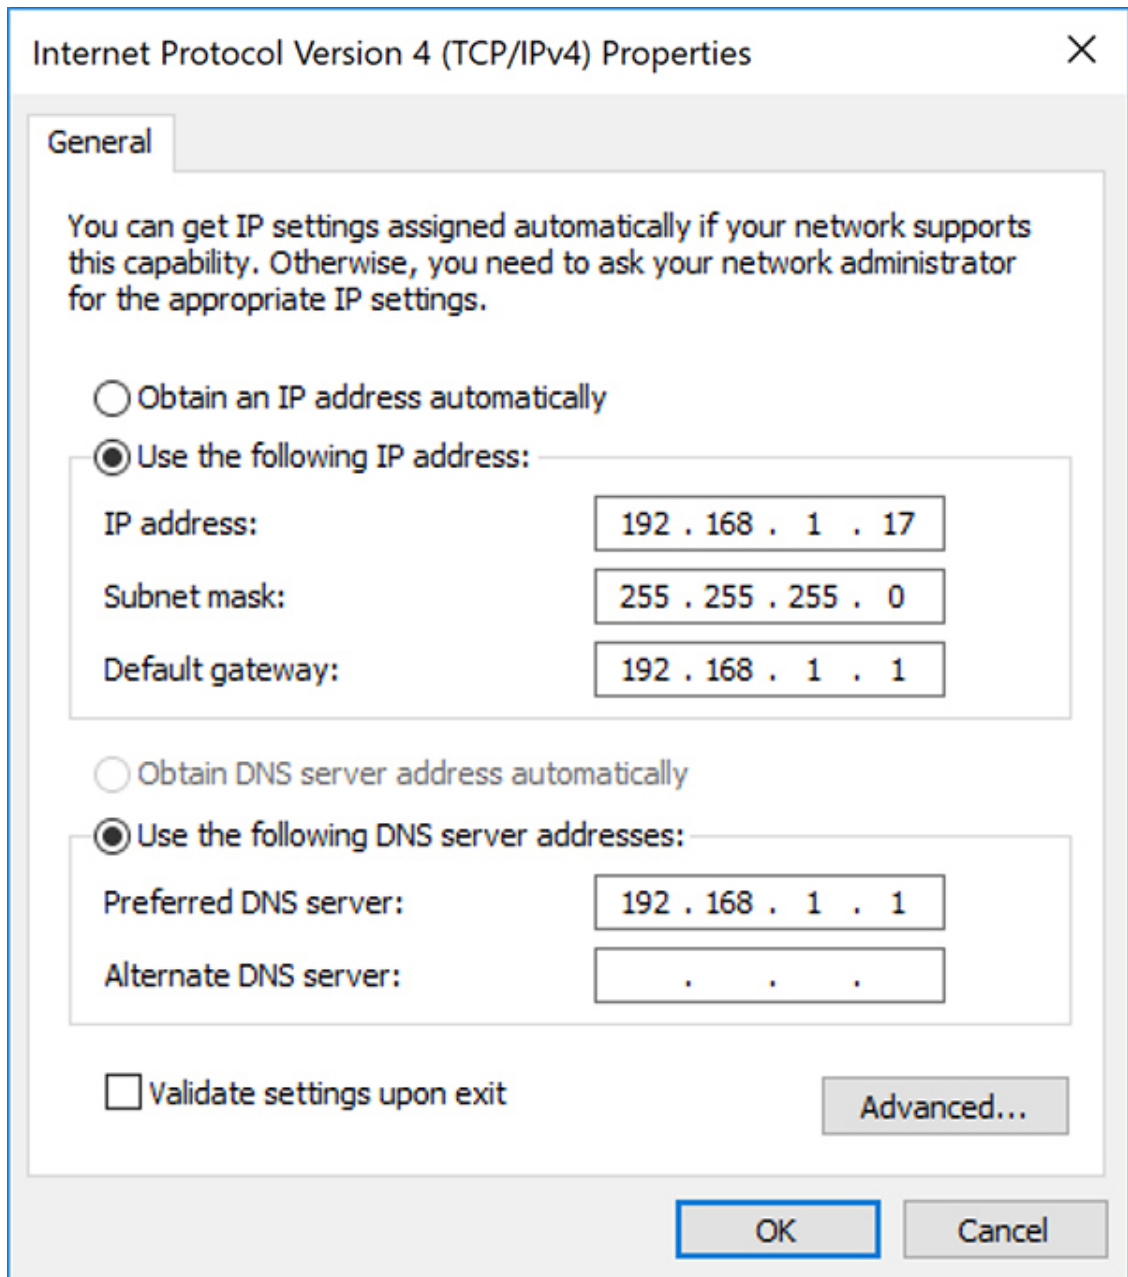 Internet Protocol Version 4 (TCP/IPv4) Properties
General
You can get IP settings assigned automatically if your network supports
this capability. Otherwise, you need to ask your network administrator
for the appropriate IP settings.
Obtain an IP address automatically
Use the following IP address:
IP address: 192 . 168 . 1 . 17
Subnet mask: 255 . 255 . 255 . 0
Default gateway: 192 . 168 . 1 . 1
Obtain DNS server address automatically
Use the following DNS server addresses:
Preferred DNS server: 192 . 168 . 1 . 1
Alternate DNS server: . . .
Validate settings upon exit
Advanced...
OK Cancel